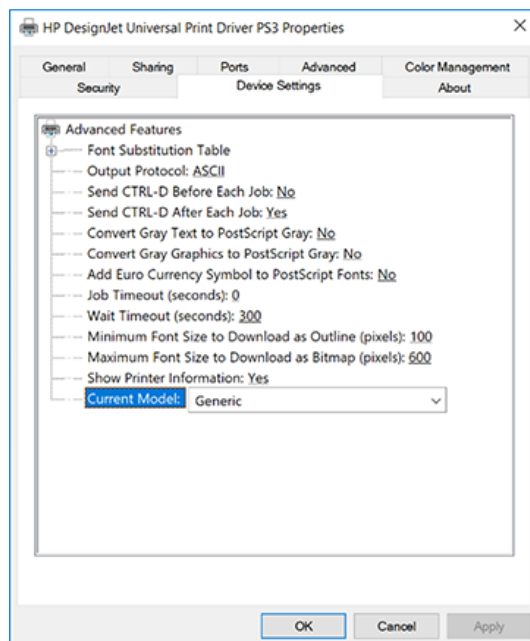 HP DesignJet Universal Print Driver PS3 Properties
General Sharing Ports Advanced Color Management
Security Device Settings About
Advanced Features
Font Substitution Table
Output Protocol: ASCII
Send CTRL-D Before Each Job: No
Send CTRL-D After Each Job: Yes
Convert Gray Text to PostScript Gray: No
Convert Gray Graphics to PostScript Gray: No
Add Euro Currency Symbol to PostScript Fonts: No
Job Timeout (seconds): 0
Wait Timeout (seconds): 300
Minimum Font Size to Download as Outline (pixels): 100
Maximum Font Size to Download as Bitmap (pixels): 600
Show Printer Information: Yes
Current Model: Generic
OK Cancel Apply